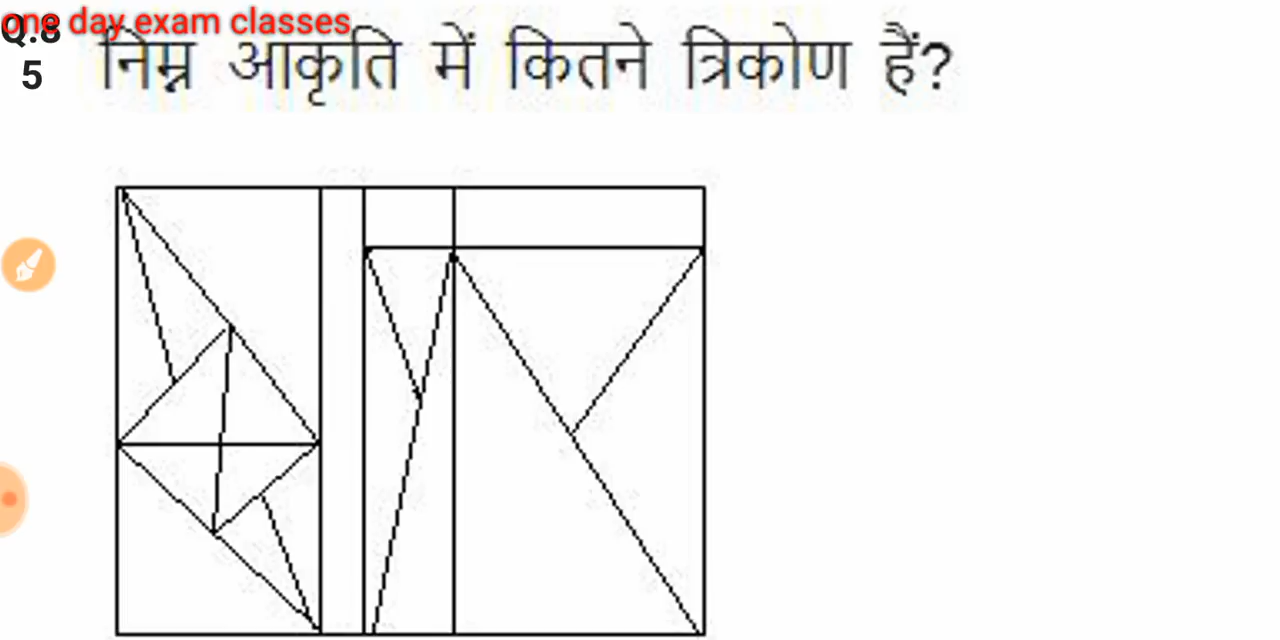 one day exam classes
Q.8 निम्न आकृति में कितने त्रिकोण हैं?
5